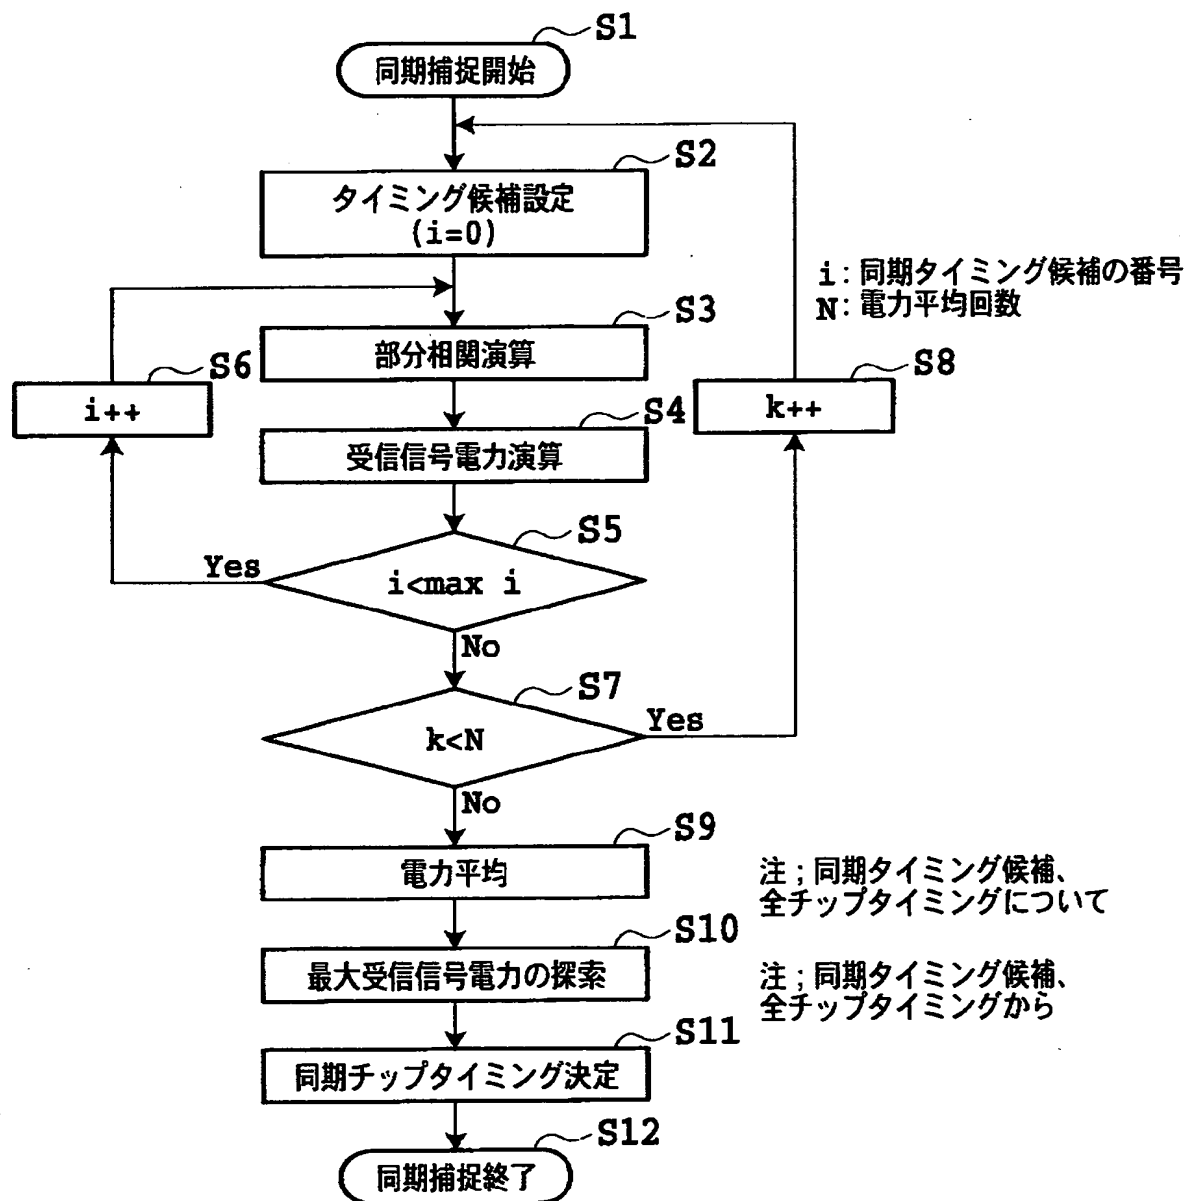 S1
同期捕捉開始
S2
タイミング候補設定
(i=0)
i:同期タイミング候補の番号
N:電力平均回数
S3
部分相関演算
S6
i++
S8
k++
S4
受信信号電力演算
S5
Yes
i<max i
No
S7
Yes
k<N
No
S9
電力平均
注;同期タイミング候補、
全チップタイミングについて
S10
最大受信信号電力の探索
注;同期タイミング候補、
全チップタイミングから
S11
同期チップタイミング決定
S12
同期捕捉終了